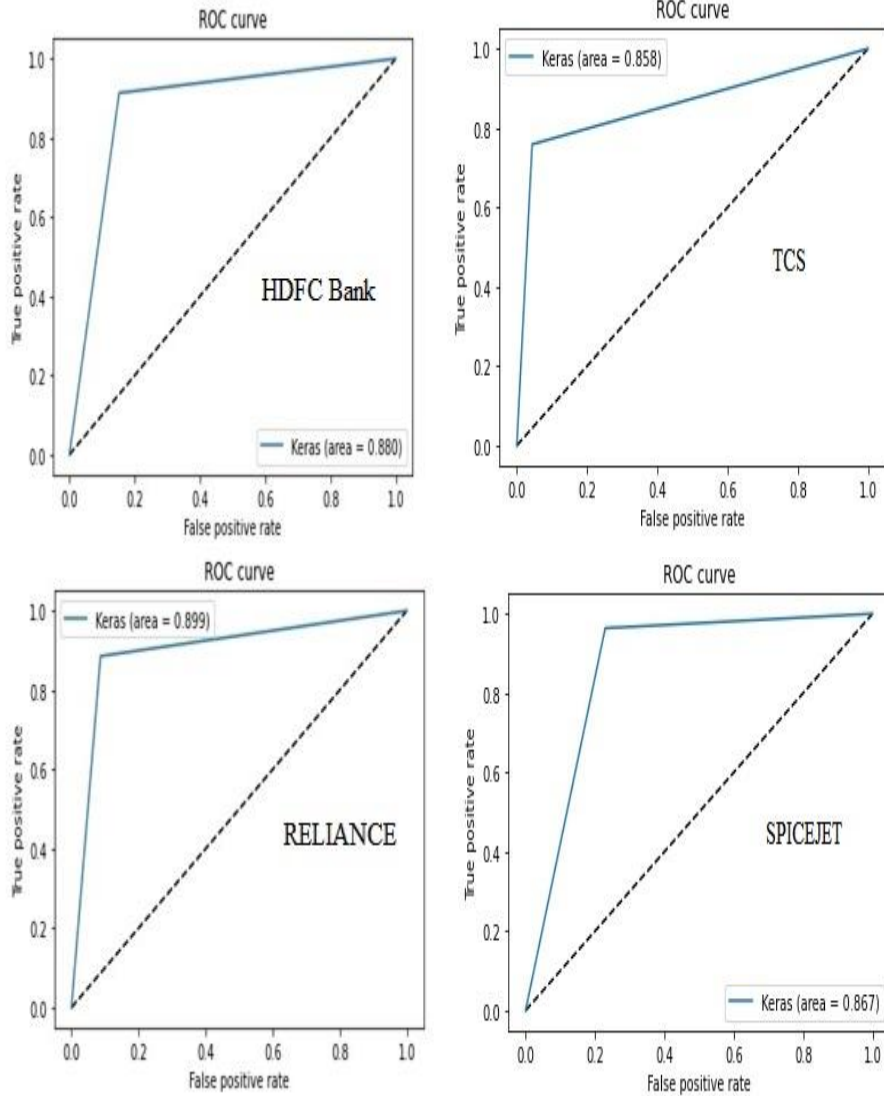 ROC curve
1.0
0.8
0.6
0.4
0.2
0.0
True positive rate
HDFC Bank
Keras (area = 0.880)
0.0 0.2 0.4 0.6 0.8 1.0
False positive rate
ROC curve
Keras (area = 0.858)
1.0
0.8
0.6
0.4
0.2
0.0
True positive rate
TCS
0.0 0.2 0.4 0.6 0.8 1.0
False positive rate
ROC curve
Keras (area = 0.899)
1.0
0.8
0.6
0.4
0.2
0.0
True positive rate
RELIANCE
0.0 0.2 0.4 0.6 0.8 1.0
False positive rate
ROC curve
1.0
0.8
0.6
0.4
0.2
0.0
True positive rate
SPICEJET
Keras (area = 0.867)
0.0 0.2 0.4 0.6 0.8 1.0
False positive rate